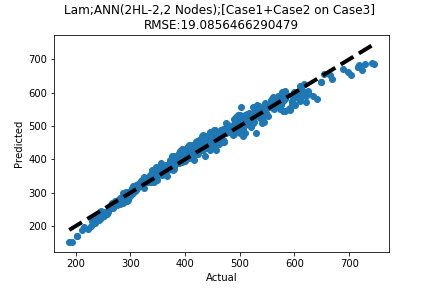 Lam;ANN(2HL-2,2 Nodes);[Case1+Case2 on Case3]
RMSE:19.0856466290479
700
600
500
400
300
200
Predicted
200 300 400 500 600 700
Actual